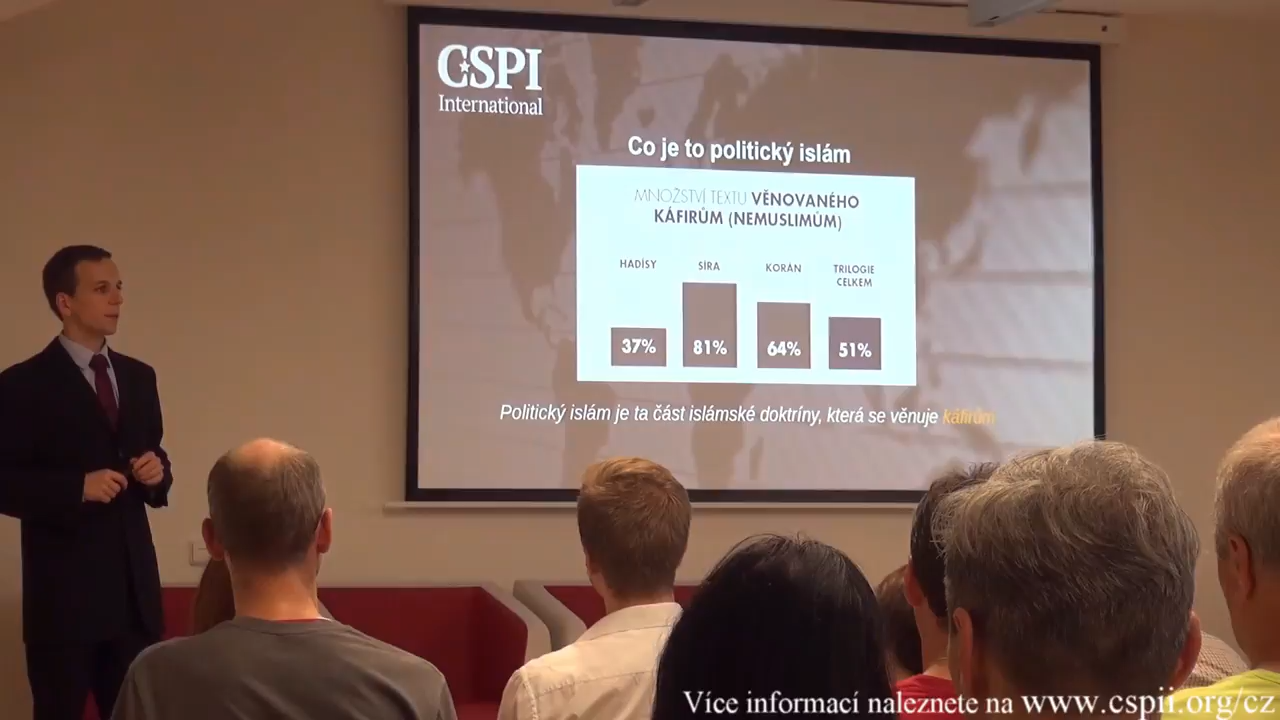 CSPI
International
Co je to politický islám
MNOŽSTVÍ TEXTU VĚNOVANÉHO
KÁFIRŮM (NEMUSLIMŮM)
HADÍSY
SÍRA
KORÁN
TRILOGIE
CELKEM
37%
81%
64%
51%
Politický islám je ta část islámské doktríny, která se věnuje káfirům
Více informací naleznete na www.cspii.org/cz